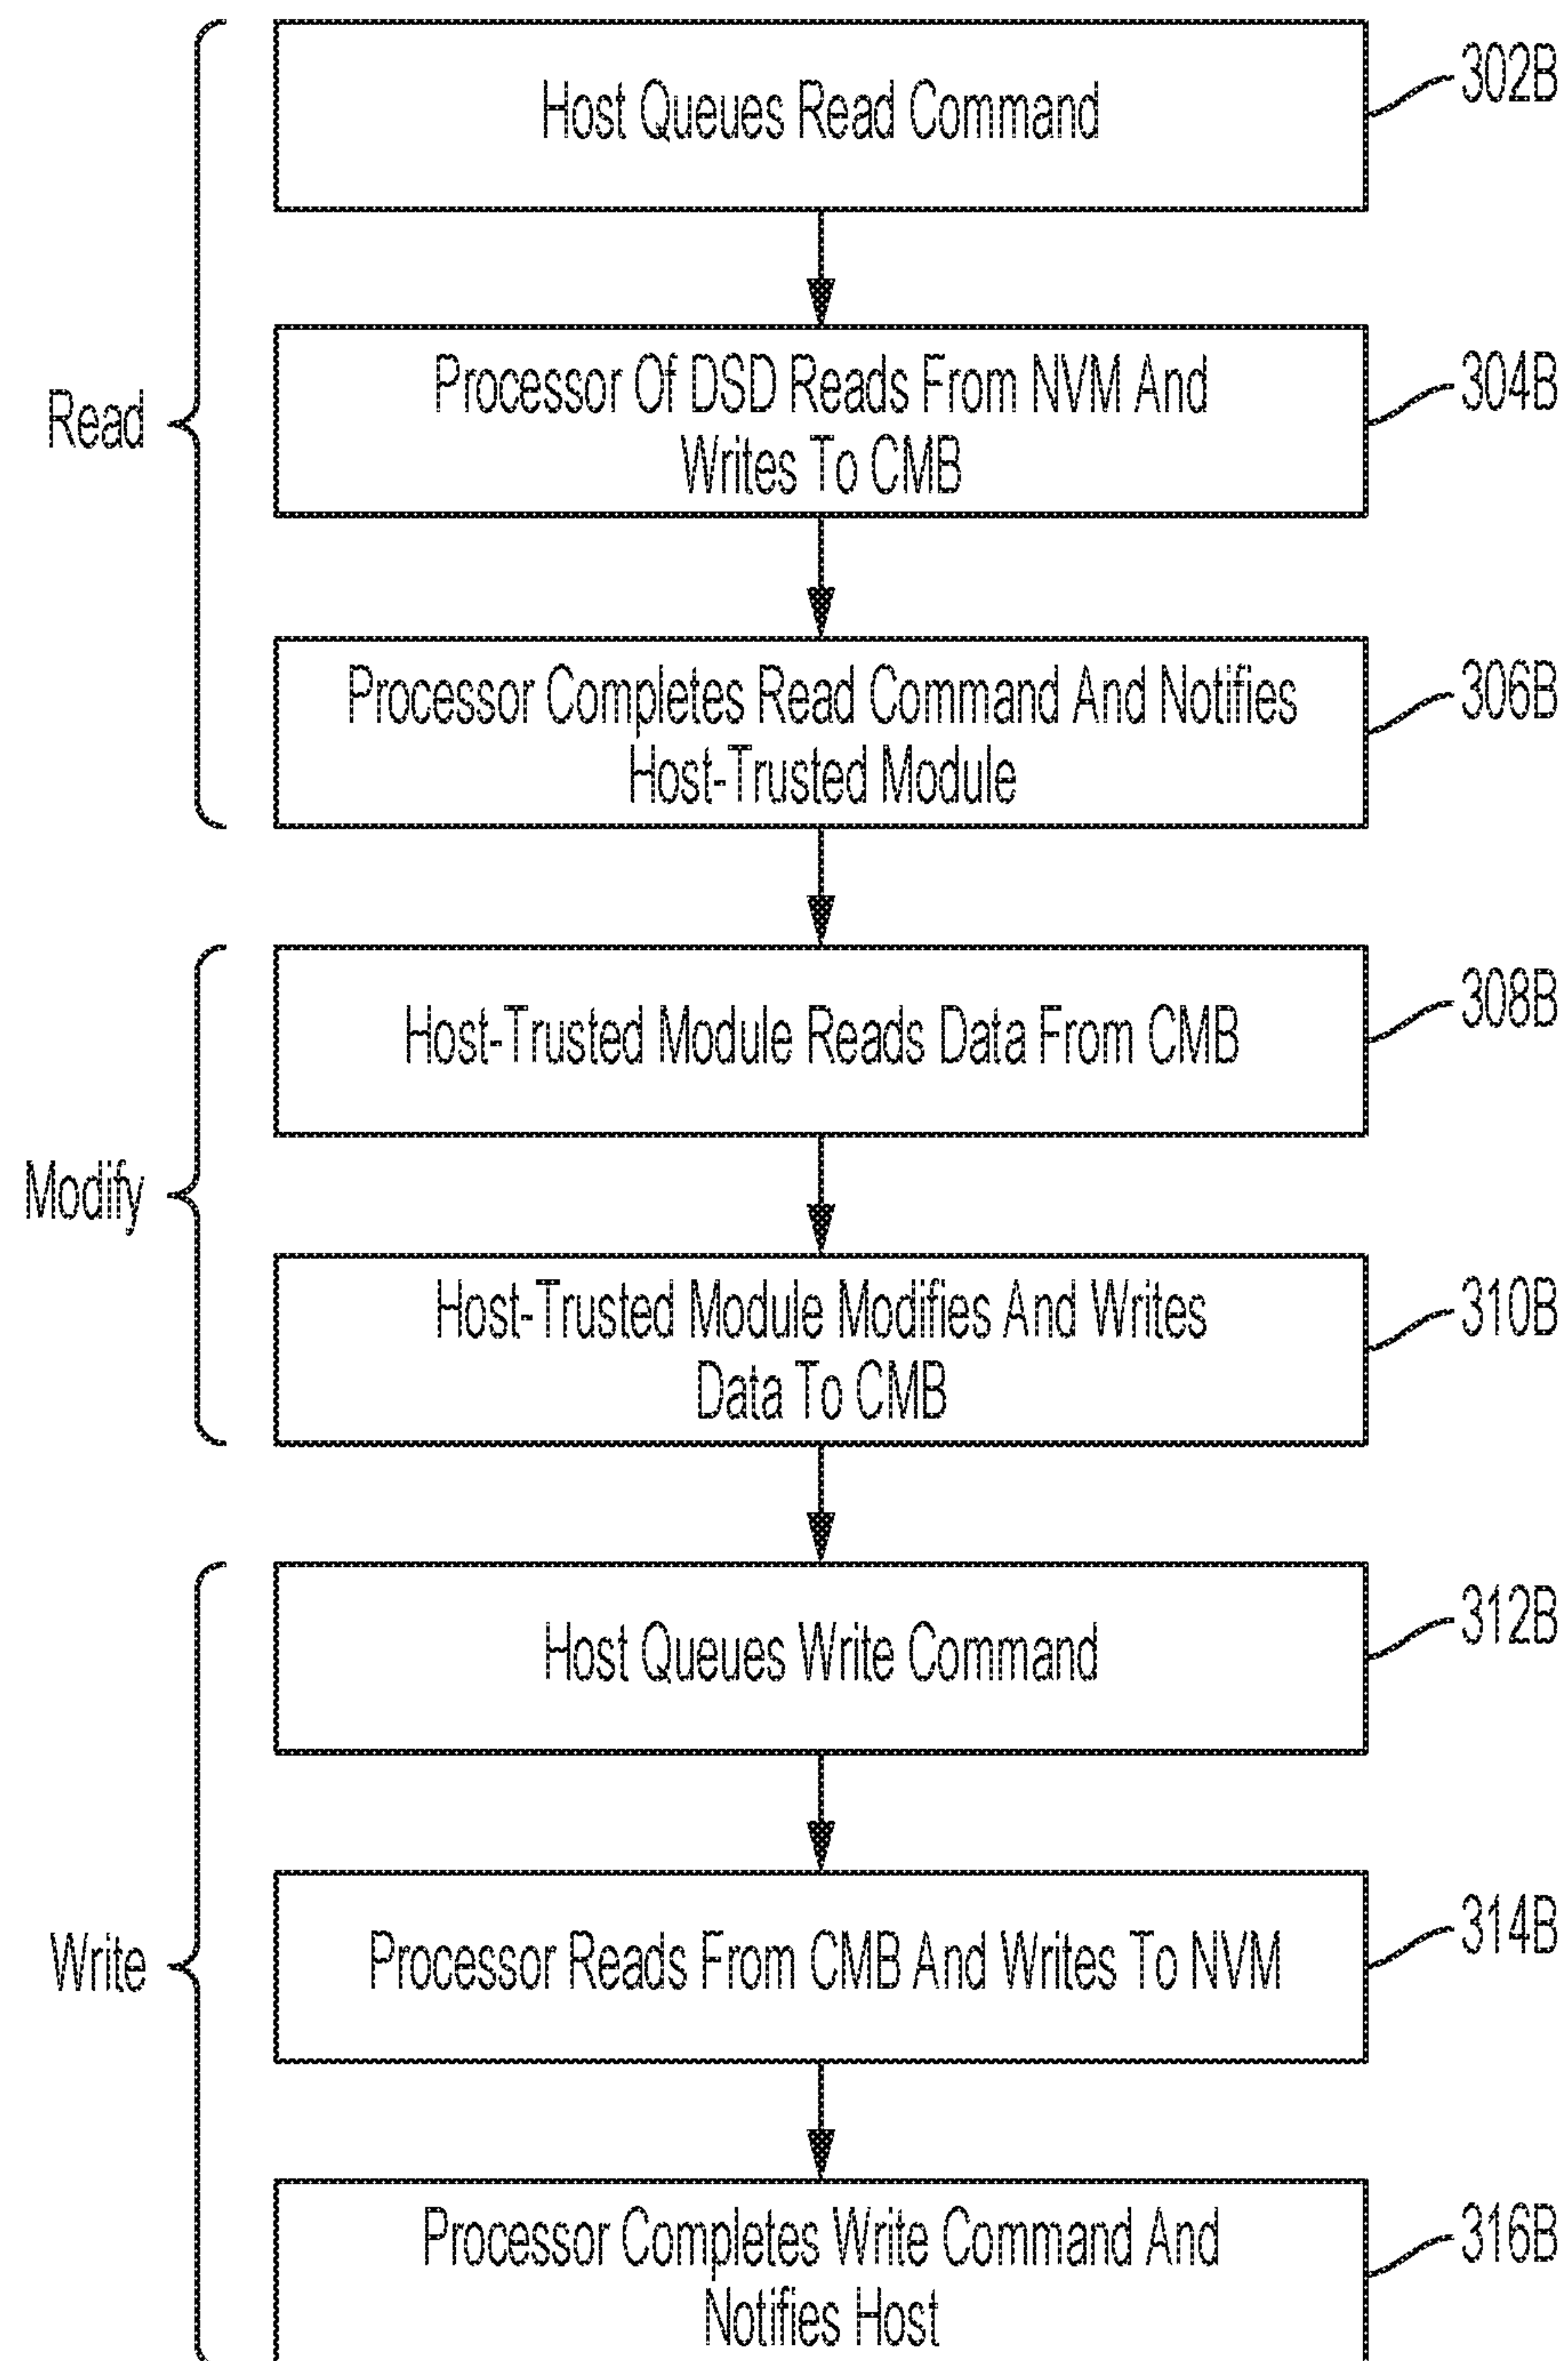 Host Queues Read Command
302B
Processor Of DSD Reads From NVM And
Writes To CMB
304B
Read
Processor Completes Read Command And Notifies
Host-Trusted Module
306B
Host-Trusted Module Reads Data From CMB
308B
Modify
Host-Trusted Module Modifies And Writes
Data To CMB
310B
Host Queues Write Command
312B
Processor Reads From CMB And Writes To NVM
314B
Write
Processor Completes Write Command And
Notifies Host
316B